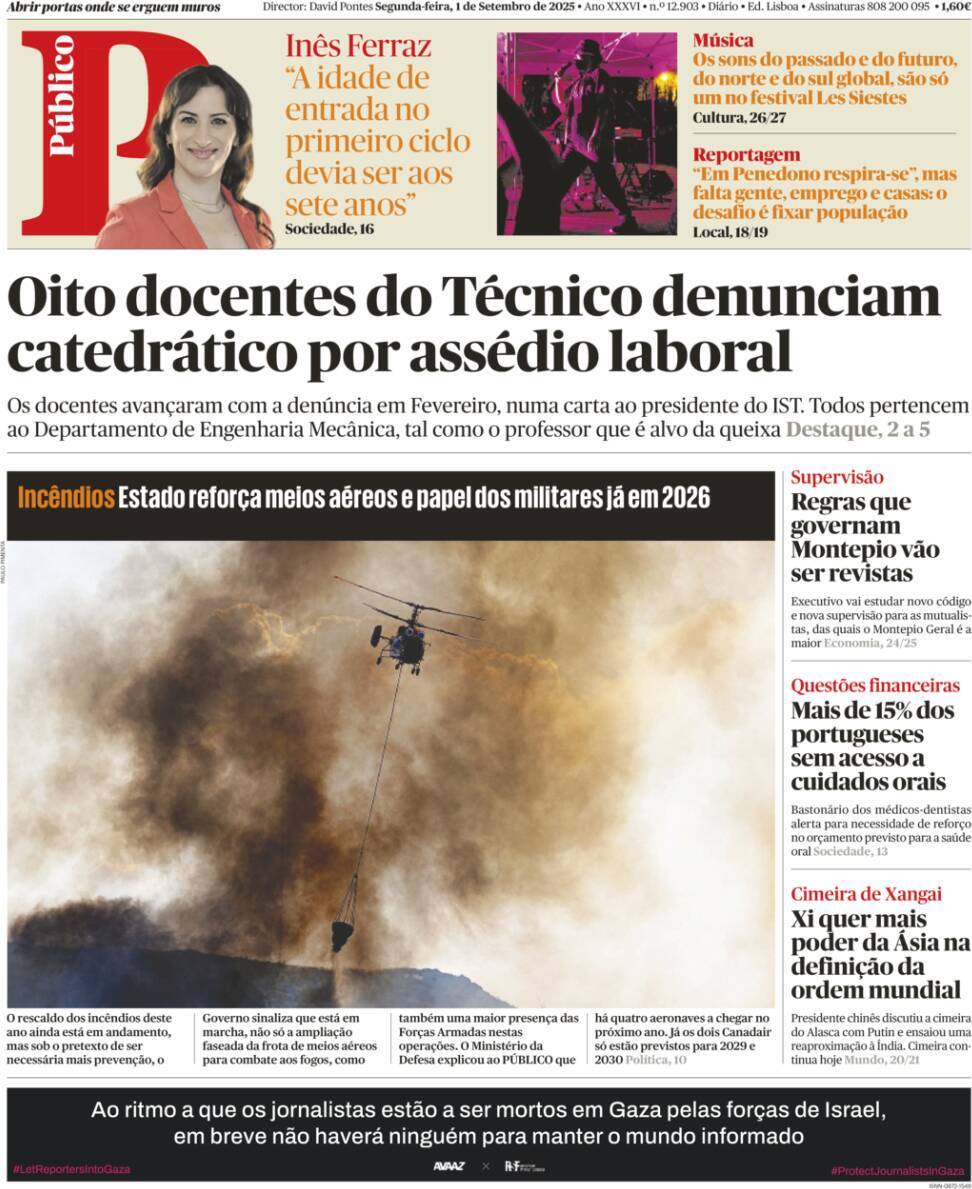 Abrir portas onde se erguem muros
Director: David Pontes Segunda-feira, 1 de Setembro de 2025 • Ano XXXVI • n.º 12.903 • Diário • Ed. Lisboa • Assinaturas 808 200 095 • 1,60€
Público
Inês Ferraz
“A idade de
entrada no
primeiro ciclo
devia ser aos
sete anos”
Sociedade, 16
Música
Os sons do passado e do futuro,
do norte e do sul global, são só
um no festival Les Siestes
Cultura, 26/27
Reportagem
“Em Penedono respira-se”, mas
falta gente, emprego e casas: o
desafio é fixar população
Local, 18/19
Oito docentes do Técnico denunciam
catedrático por assédio laboral
Os docentes avançaram com a denúncia em Fevereiro, numa carta ao presidente do IST. Todos pertencem
ao Departamento de Engenharia Mecânica, tal como o professor que é alvo da queixa Destaque, 2 a 5
Incêndios Estado reforça meios aéreos e papel dos militares já em 2026
PAULO PIMENTA
O rescaldo dos incêndios deste
ano ainda está em andamento,
mas sob o pretexto de ser
necessária mais prevenção, o
Governo sinaliza que está em
marcha, não só a ampliação
faseada da frota de meios aéreos
para combate aos fogos, como
também uma maior presença das
Forças Armadas nestas
operações. O Ministério da
Defesa explicou ao PÚBLICO que
há quatro aeronaves a chegar no
próximo ano. Já os dois Canadair
só estão previstos para 2029 e
2030 Política, 10
Supervisão
Regras que
governam
Montepio vão
ser revistas
Executivo vai estudar novo código
e nova supervisão para as mutualis-
tas, das quais o Montepio Geral é a
maior Economia, 24/25
Questões financeiras
Mais de 15% dos
portugueses
sem acesso a
cuidados orais
Bastonário dos médicos-dentistas
alerta para necessidade de reforço
no orçamento previsto para a saúde
oral Sociedade, 13
Cimeira de Xangai
Xi quer mais
poder da Ásia na
definição da
ordem mundial
Presidente chinês discutiu a cimeira
do Alasca com Putin e ensaiou uma
reaproximação à Índia. Cimeira con-
tinua hoje Mundo, 20/21
Ao ritmo a que os jornalistas estão a ser mortos em Gaza pelas forças de Israel,
em breve não haverá ninguém para manter o mundo informado
#LetReportersIntoGaza
AVAAZ × RSF
#ProtectJournalistsInGaza
ISNN-0872-1548